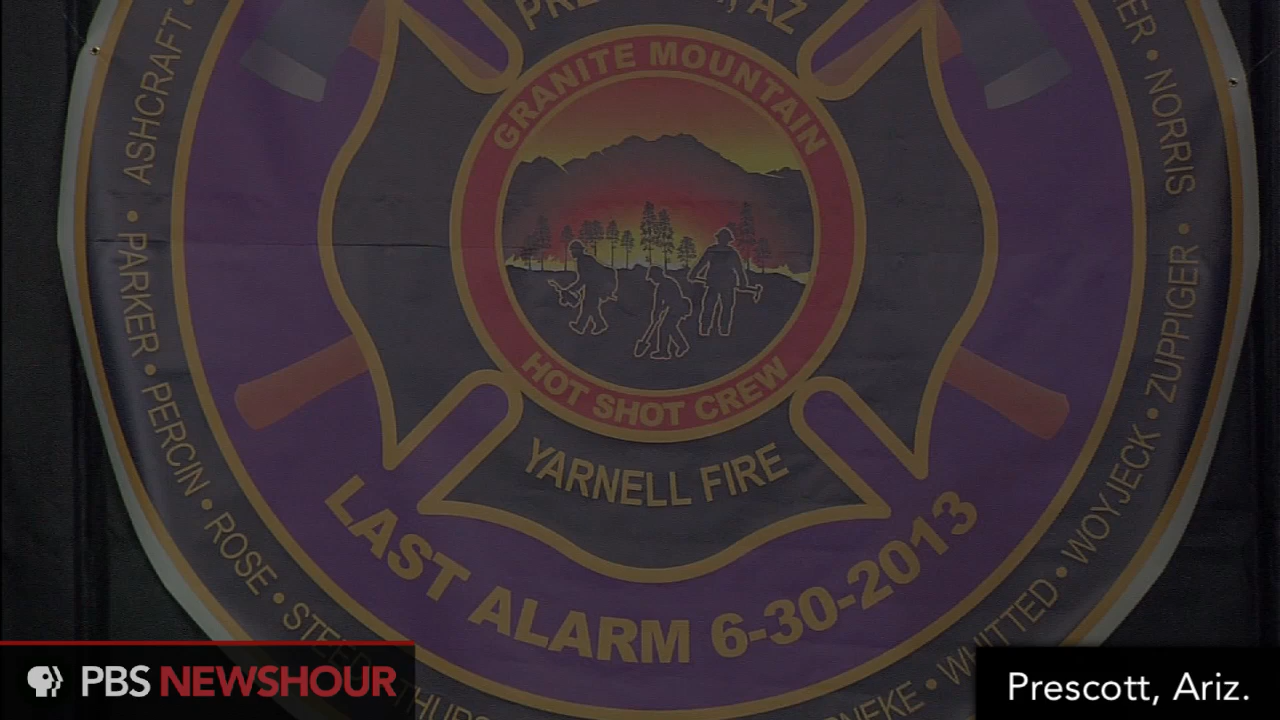 GRANITE MOUNTAIN
HOT SHOT CREW
YARNELL FIRE
LAST ALARM 6-30-2013
ASHCRAFT •
• PARKER • PERCIN • ROSE •
• WOYJECK • ZUPPIGER •
• NORRIS
PBS NEWSHOUR
Prescott, Ariz.